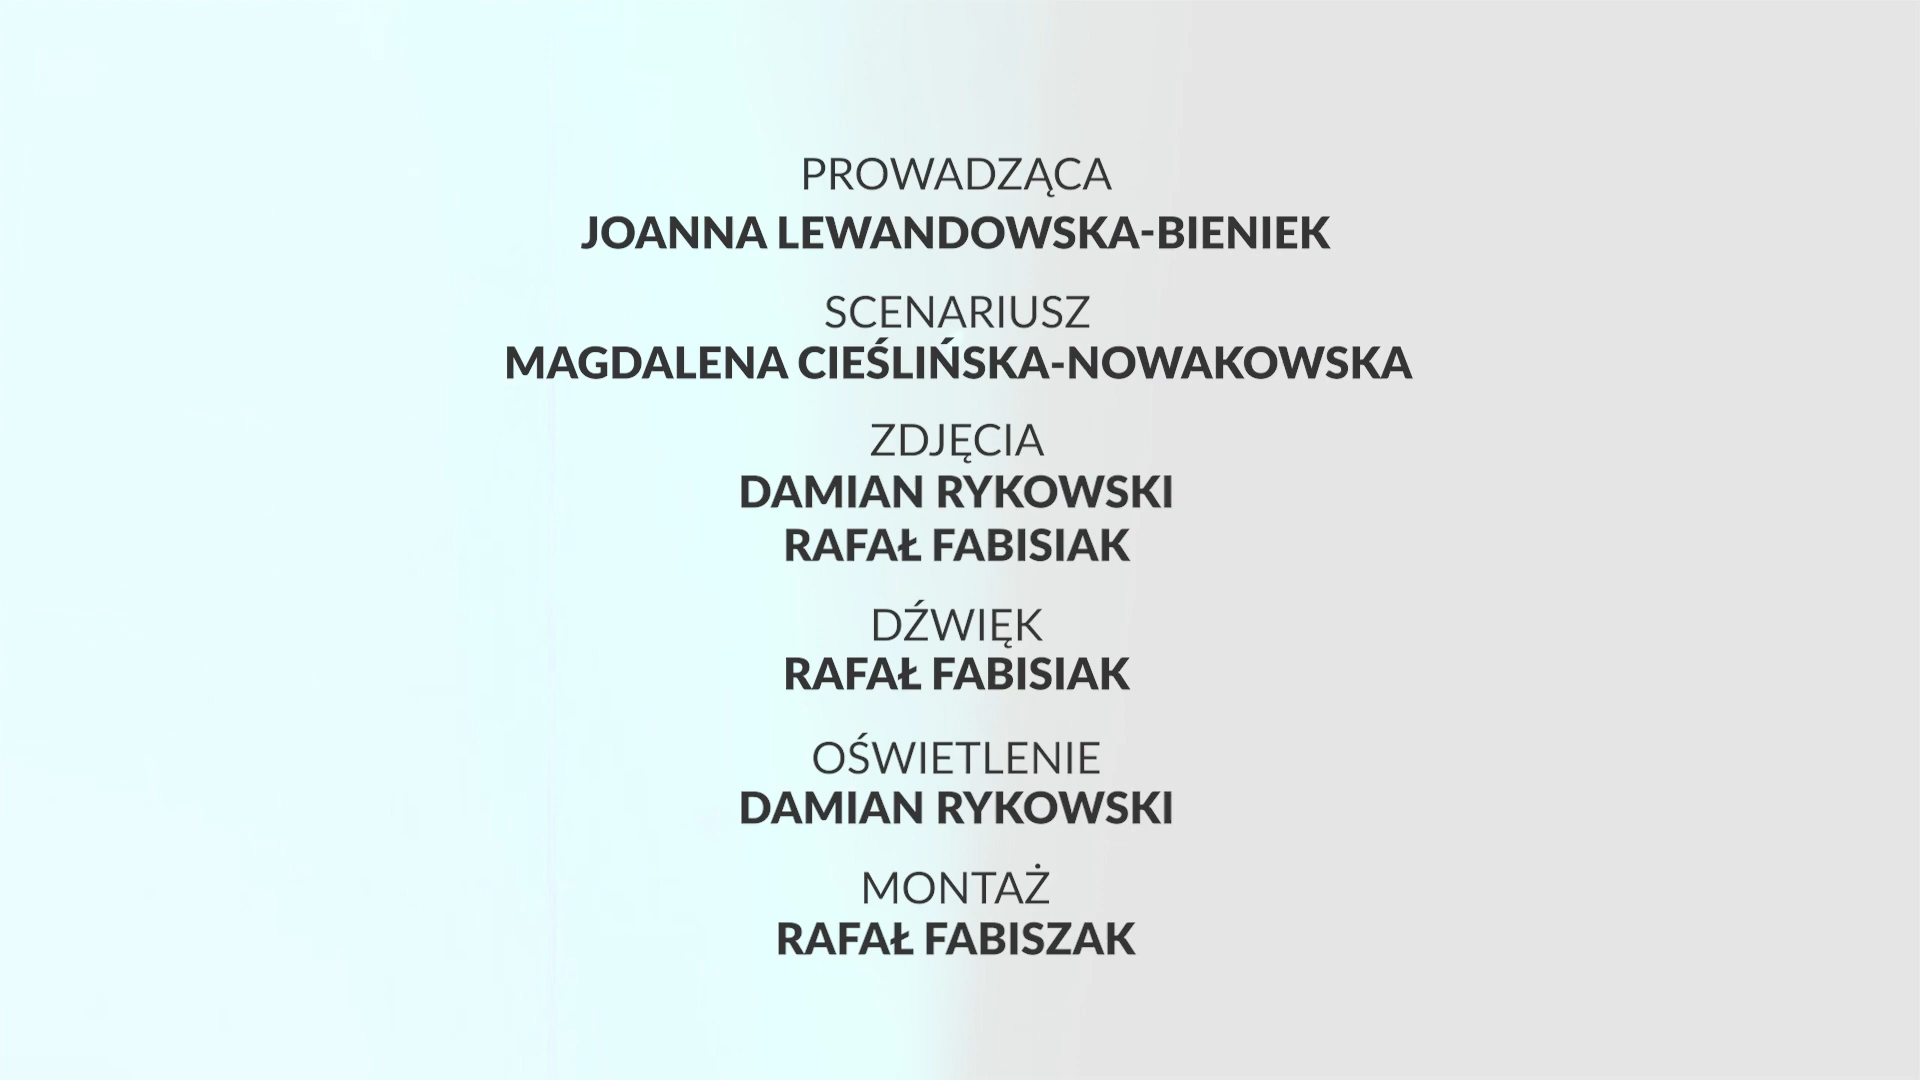 PROWADZĄCA
JOANNA LEWANDOWSKA-BIENIEK
SCENARIUSZ
MAGDALENA CIEŚLIŃSKA-NOWAKOWSKA
ZDJĘCIA
DAMIAN RYKOWSKI
RAFAŁ FABISIAK
DŹWIĘK
RAFAŁ FABISIAK
OŚWIETLENIE
DAMIAN RYKOWSKI
MONTAŻ
RAFAŁ FABISZAK